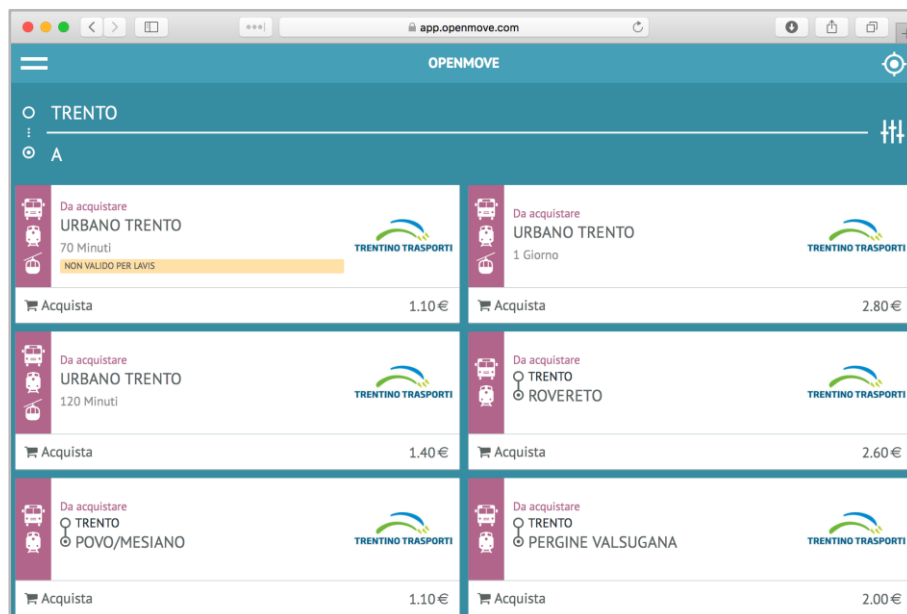 app.openmove.com
OPENMOVE
TRENTO
A
Da acquistare
URBANO TRENTO
70 Minuti
NON VALIDO PER LAVIS
TRENTINO TRASPORTI
Acquista
1.10 €
Da acquistare
URBANO TRENTO
1 Giorno
TRENTINO TRASPORTI
Acquista
2.80 €
Da acquistare
URBANO TRENTO
120 Minuti
TRENTINO TRASPORTI
Acquista
1.40 €
Da acquistare
TRENTO
ROVERETO
TRENTINO TRASPORTI
Acquista
2.60 €
Da acquistare
TRENTO
POVO/MESIANO
TRENTINO TRASPORTI
Acquista
1.10 €
Da acquistare
TRENTO
PERGINE VALSUGANA
TRENTINO TRASPORTI
Acquista
2.00 €